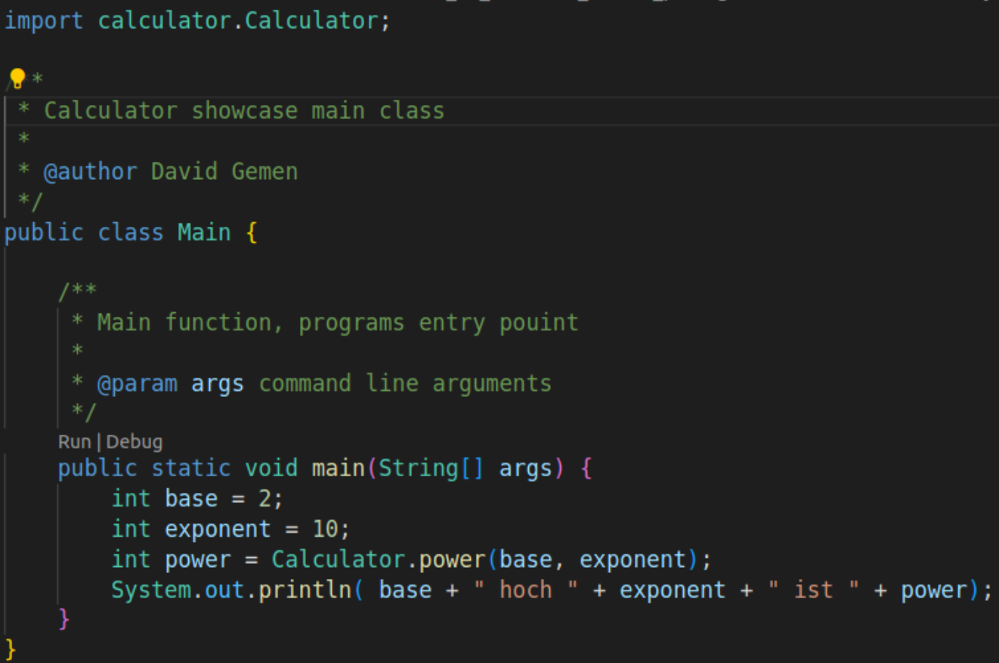 import calculator.Calculator;
/**
 * Calculator showcase main class
 *
 * @author David Gemen
 */
public class Main {
    /**
     * Main function, programs entry pouint
     *
     * @param args command line arguments
     */
    Run | Debug
    public static void main(String[] args) {
        int base = 2;
        int exponent = 10;
        int power = Calculator.power(base, exponent);
        System.out.println( base + " hoch " + exponent + " ist " + power);
    }
}